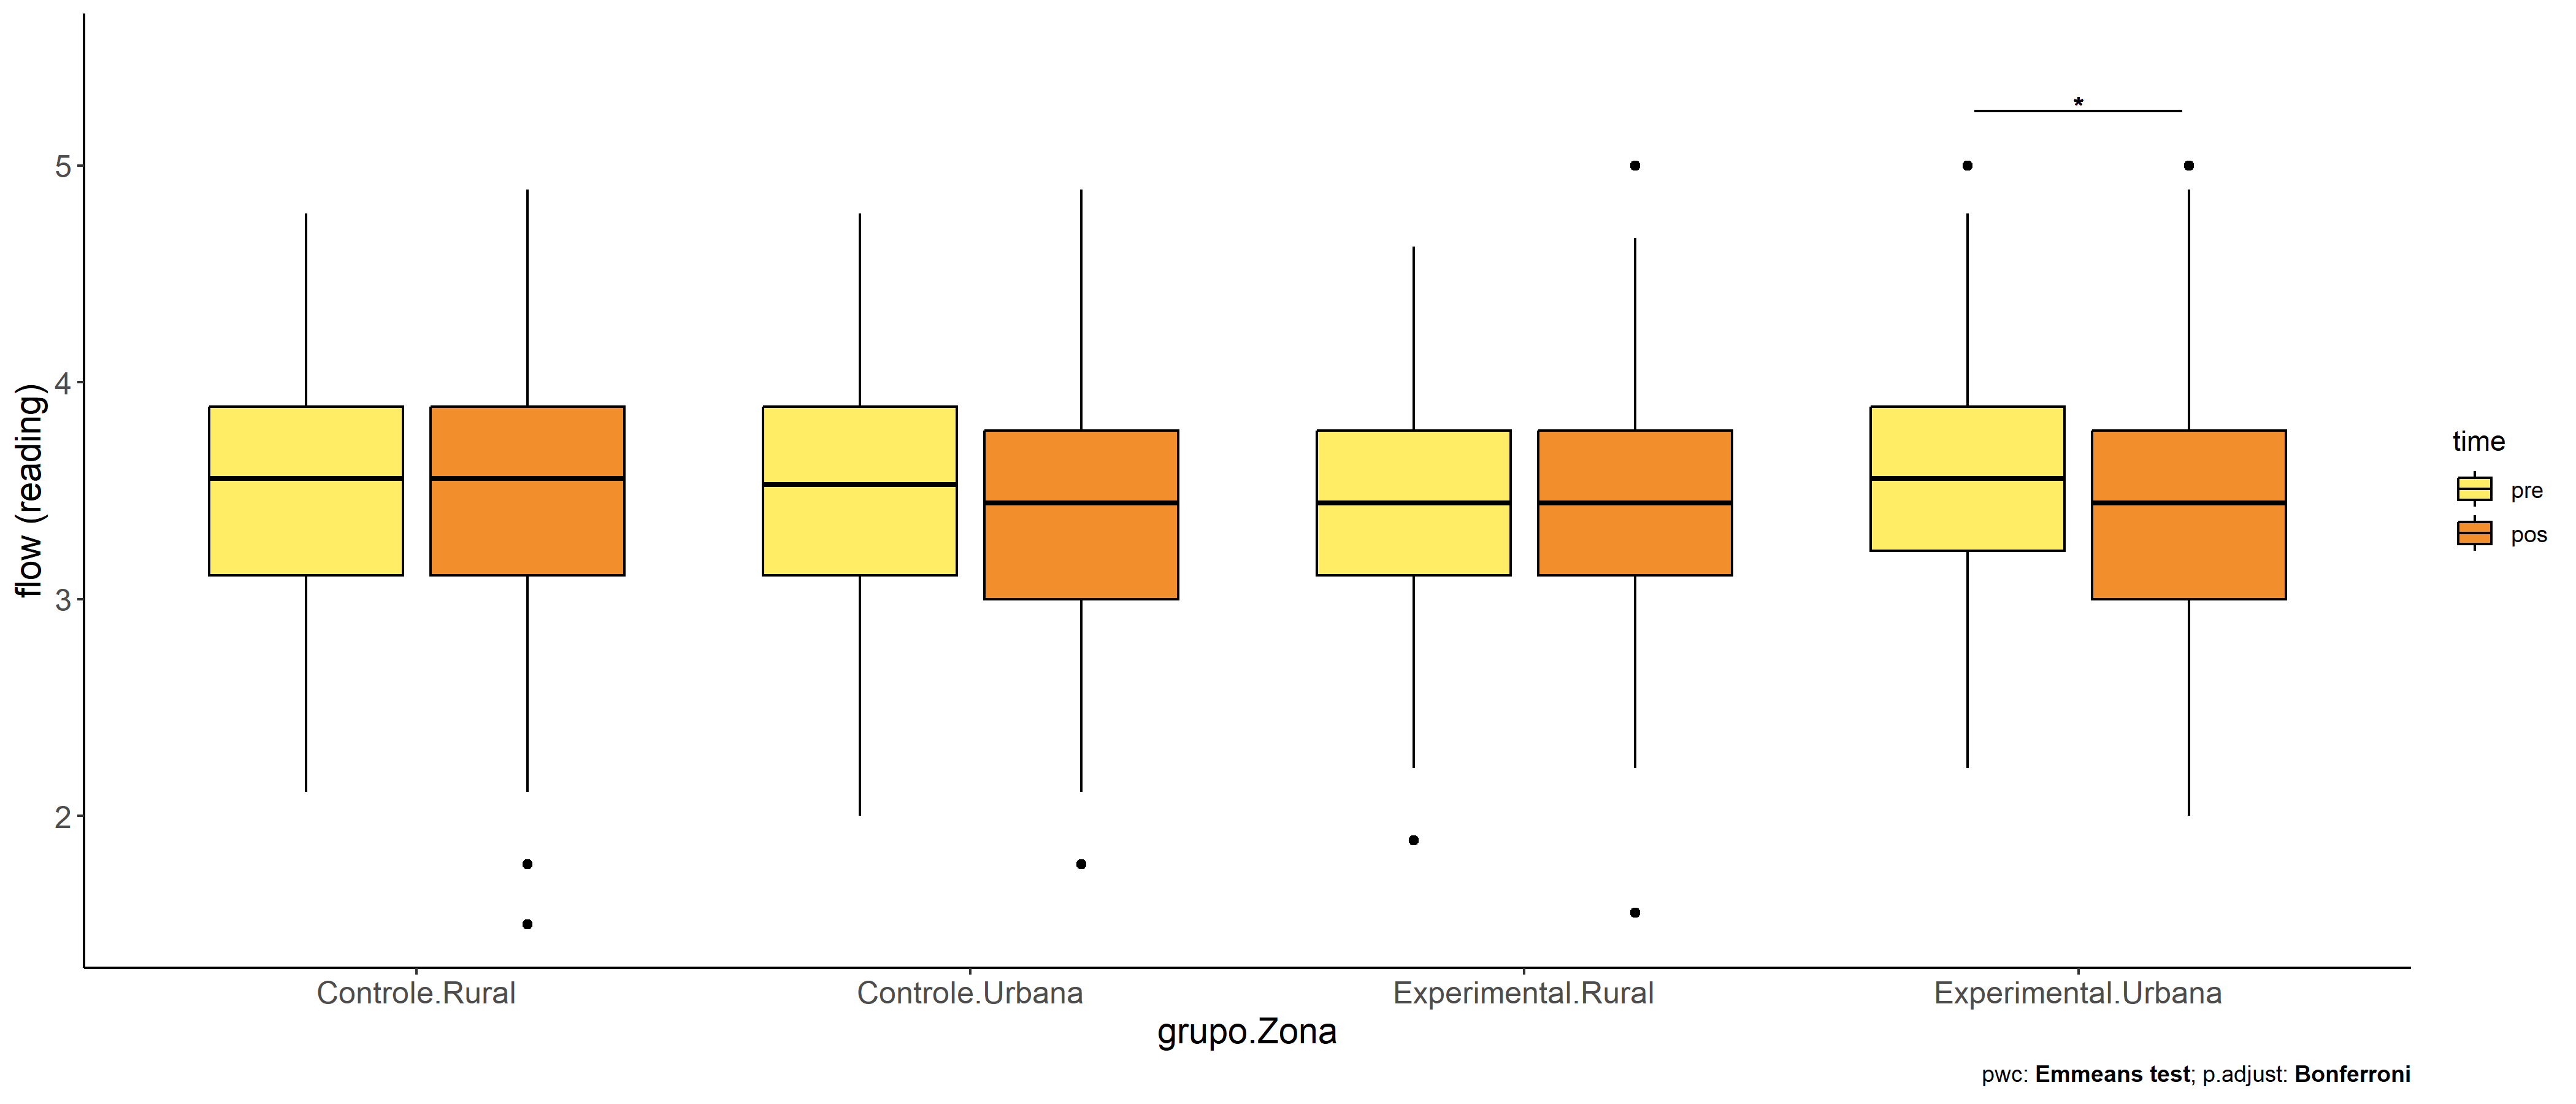 *
5
4
3
2
flow (reading)
Controle.Rural
Controle.Urbana
Experimental.Rural
Experimental.Urbana
grupo.Zona
time
pre
pos
pwc: Emmeans test; p.adjust: Bonferroni